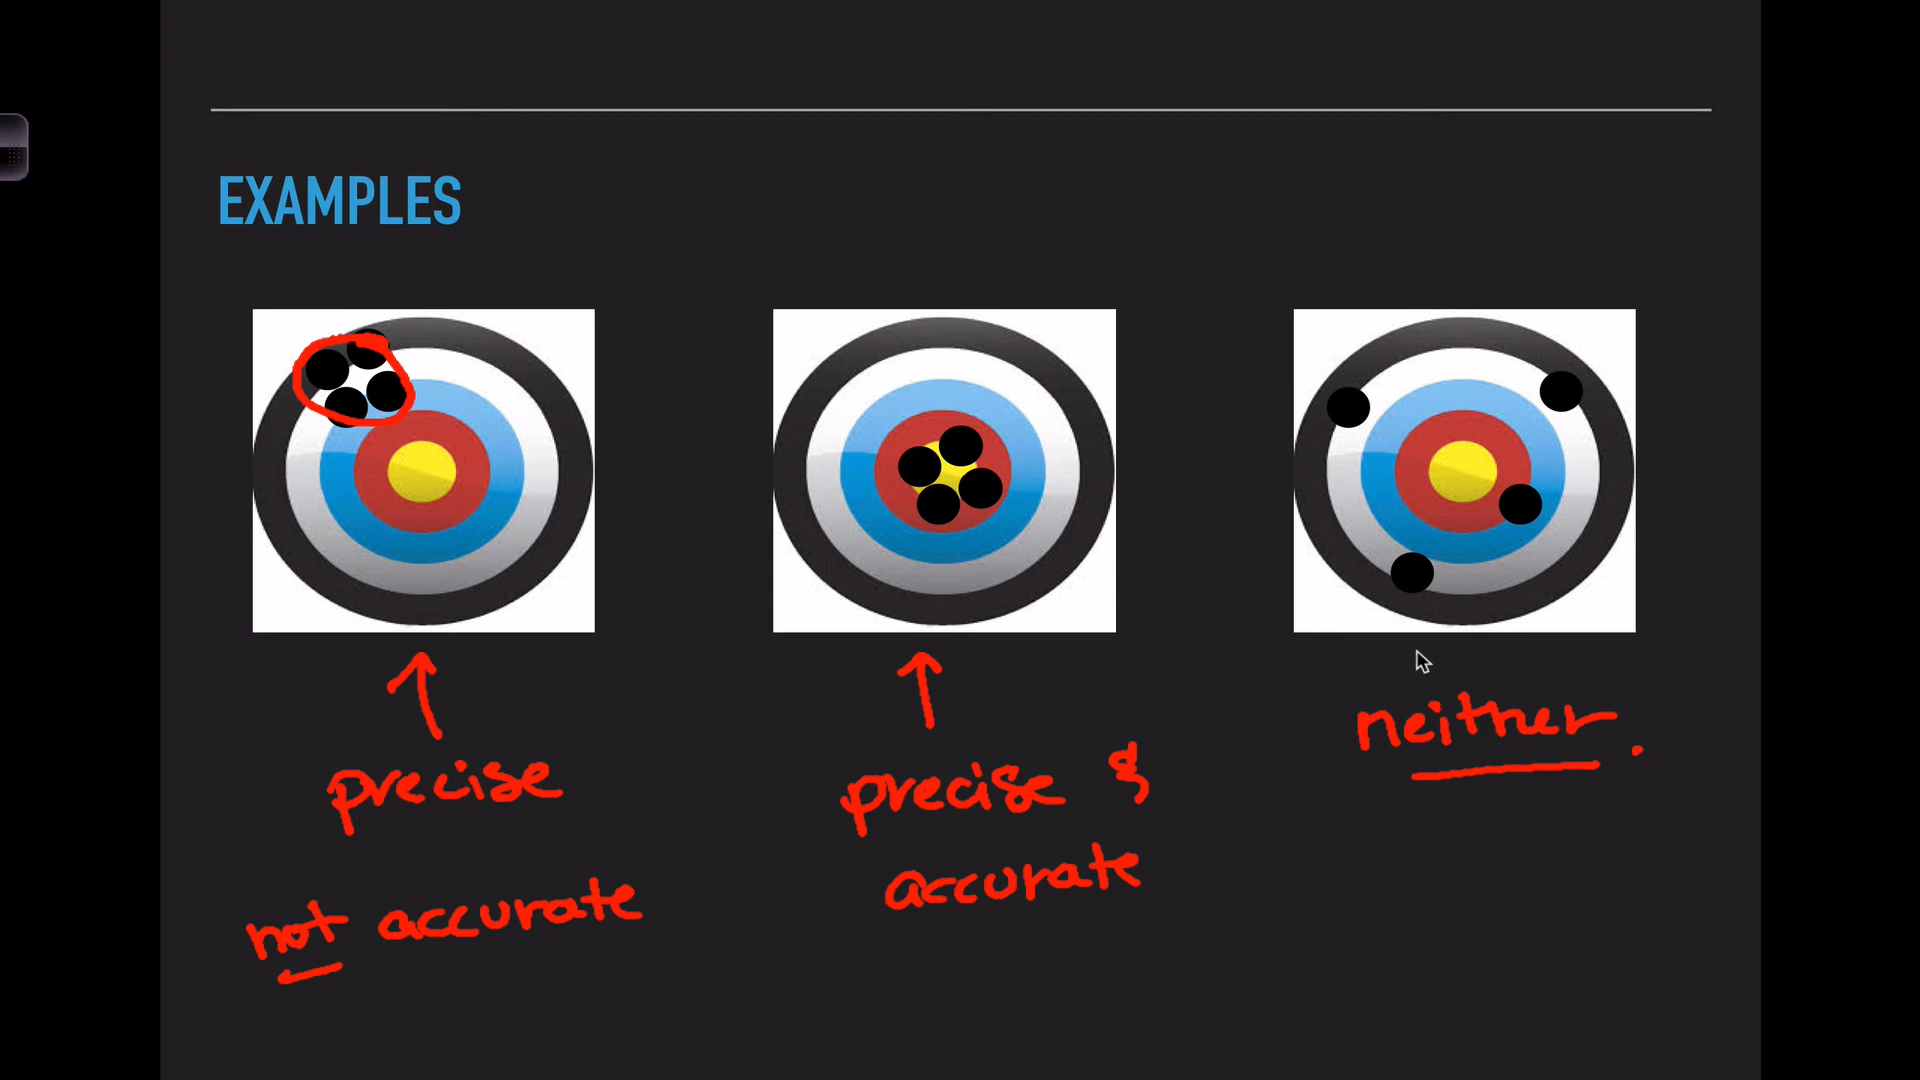 EXAMPLES
precise
not accurate
precise &
accurate
neither.